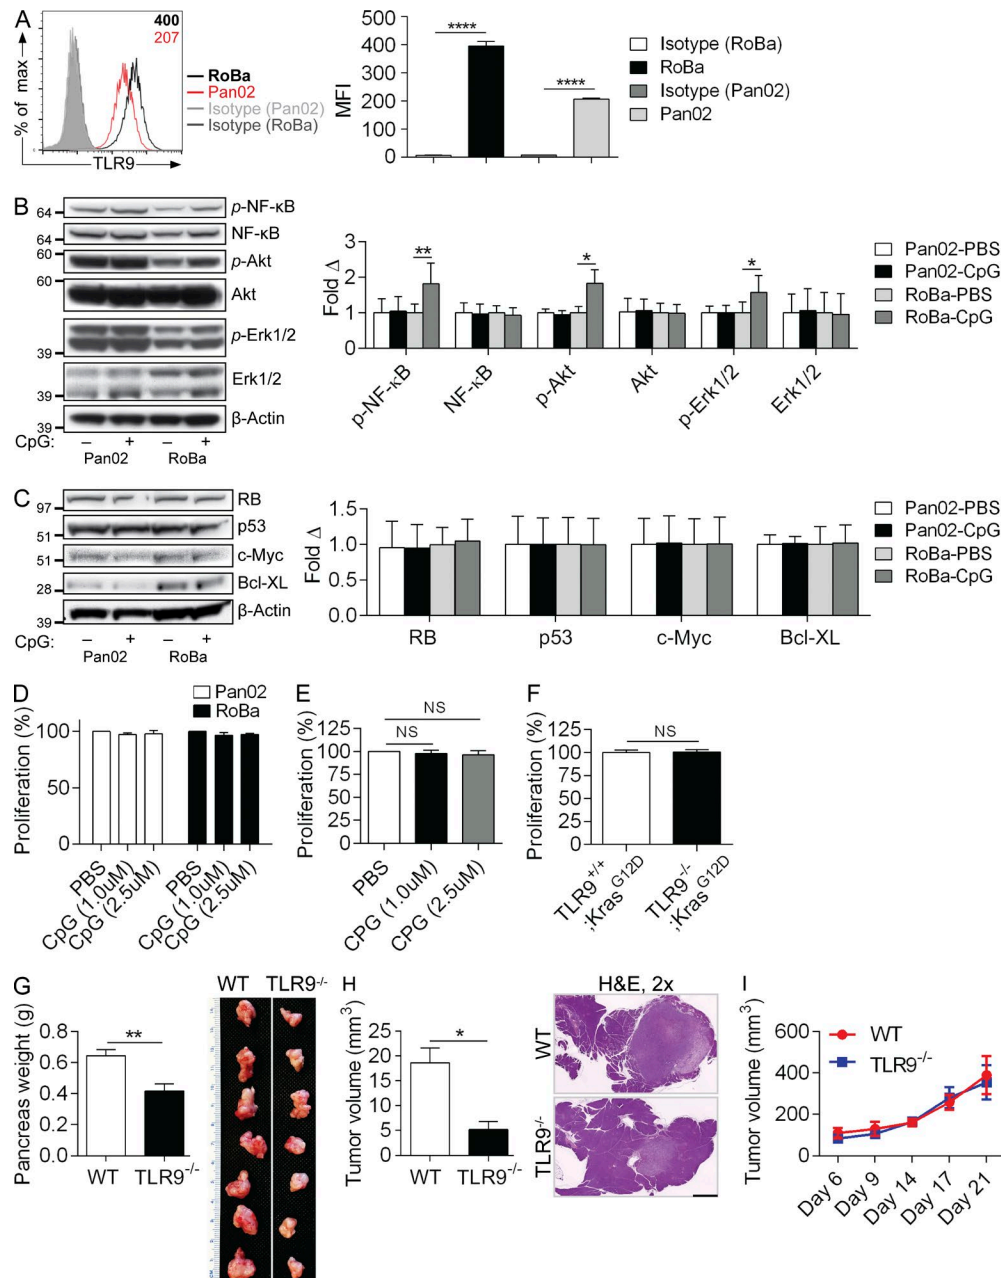 A
% of max
400
207
RoBa
Pan02
Isotype (Pan02)
Isotype (RoBa)
TLR9
MFI
500
400
300
200
100
0
****
****
Isotype (RoBa)
RoBa
Isotype (Pan02)
Pan02
B
64
p-NF-κB
64
NF-κB
60
p-Akt
60
Akt
39
p-Erk1/2
39
Erk1/2
β-Actin
CpG: – + – +
Pan02 RoBa
Fold Δ
3
2
1
0
**
*
*
p-NF-κB
NF-κB
p-Akt
Akt
p-Erk1/2
Erk1/2
Pan02-PBS
Pan02-CpG
RoBa-PBS
RoBa-CpG
C
97
RB
51
p53
51
c-Myc
28
Bcl-XL
39
β-Actin
CpG: – + – +
Pan02 RoBa
Fold Δ
1.5
1.0
0.5
0.0
RB p53 c-Myc Bcl-XL
Pan02-PBS
Pan02-CpG
RoBa-PBS
RoBa-CpG
D
Pan02
RoBa
Proliferation (%)
100
50
0
PBS
CpG (1.0uM)
CpG (2.5uM)
PBS
CpG (1.0uM)
CpG (2.5uM)
E
Proliferation (%)
125
100
75
50
25
0
NS
NS
PBS
CPG (1.0uM)
CPG (2.5uM)
F
Proliferation (%)
125
100
75
50
25
0
NS
TLR9+/+
;KrasG12D
TLR9-/-
;KrasG12D
G
Pancreas weight (g)
0.8
0.6
0.4
0.2
0.0
**
WT TLR9-/-
WT TLR9-/-
H
Tumor volume (mm3)
25
20
15
10
5
0
*
WT TLR9-/-
H&E, 2x
WT
TLR9-/-
I
Tumor volume (mm3)
600
400
200
0
WT
TLR9-/-
Day 6
Day 9
Day 14
Day 17
Day 21